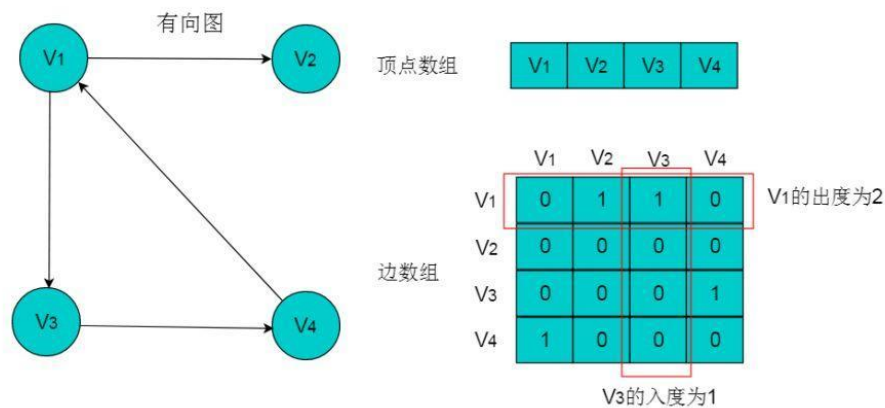 有向图
V1
V2
V3
V4
顶点数组
V1 V2 V3 V4
边数组
V1 V2 V3 V4
V1 0 1 1 0
V2 0 0 0 0
V3 0 0 0 1
V4 1 0 0 0
V1的出度为2
V3的入度为1